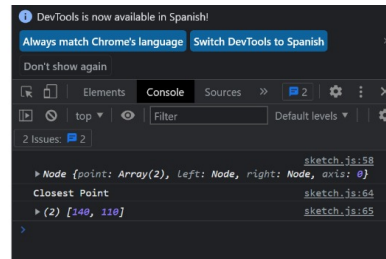 DevTools is now available in Spanish!
Always match Chrome's language Switch DevTools to Spanish
Don't show again
Elements Console Sources » 2
top ▼ Filter Default levels ▼
2 Issues: 2
sketch.js:58
▶ Node {point: Array(2), left: Node, right: Node, axis: 0}
Closest Point sketch.js:64
▶ (2) [140, 110] sketch.js:65
>